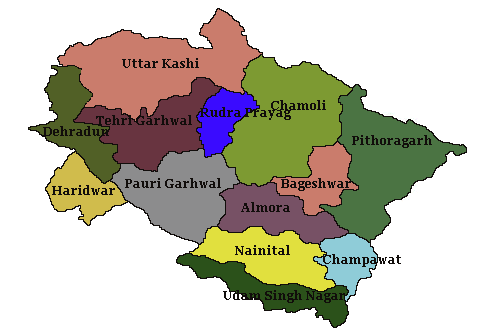 Uttar Kashi
Chamoli
Rudra Prayag
Tehri Garhwal
Dehradun
Pithoragarh
Pauri Garhwal
Bageshwar
Haridwar
Almora
Nainital
Champawat
Udam Singh Nagar